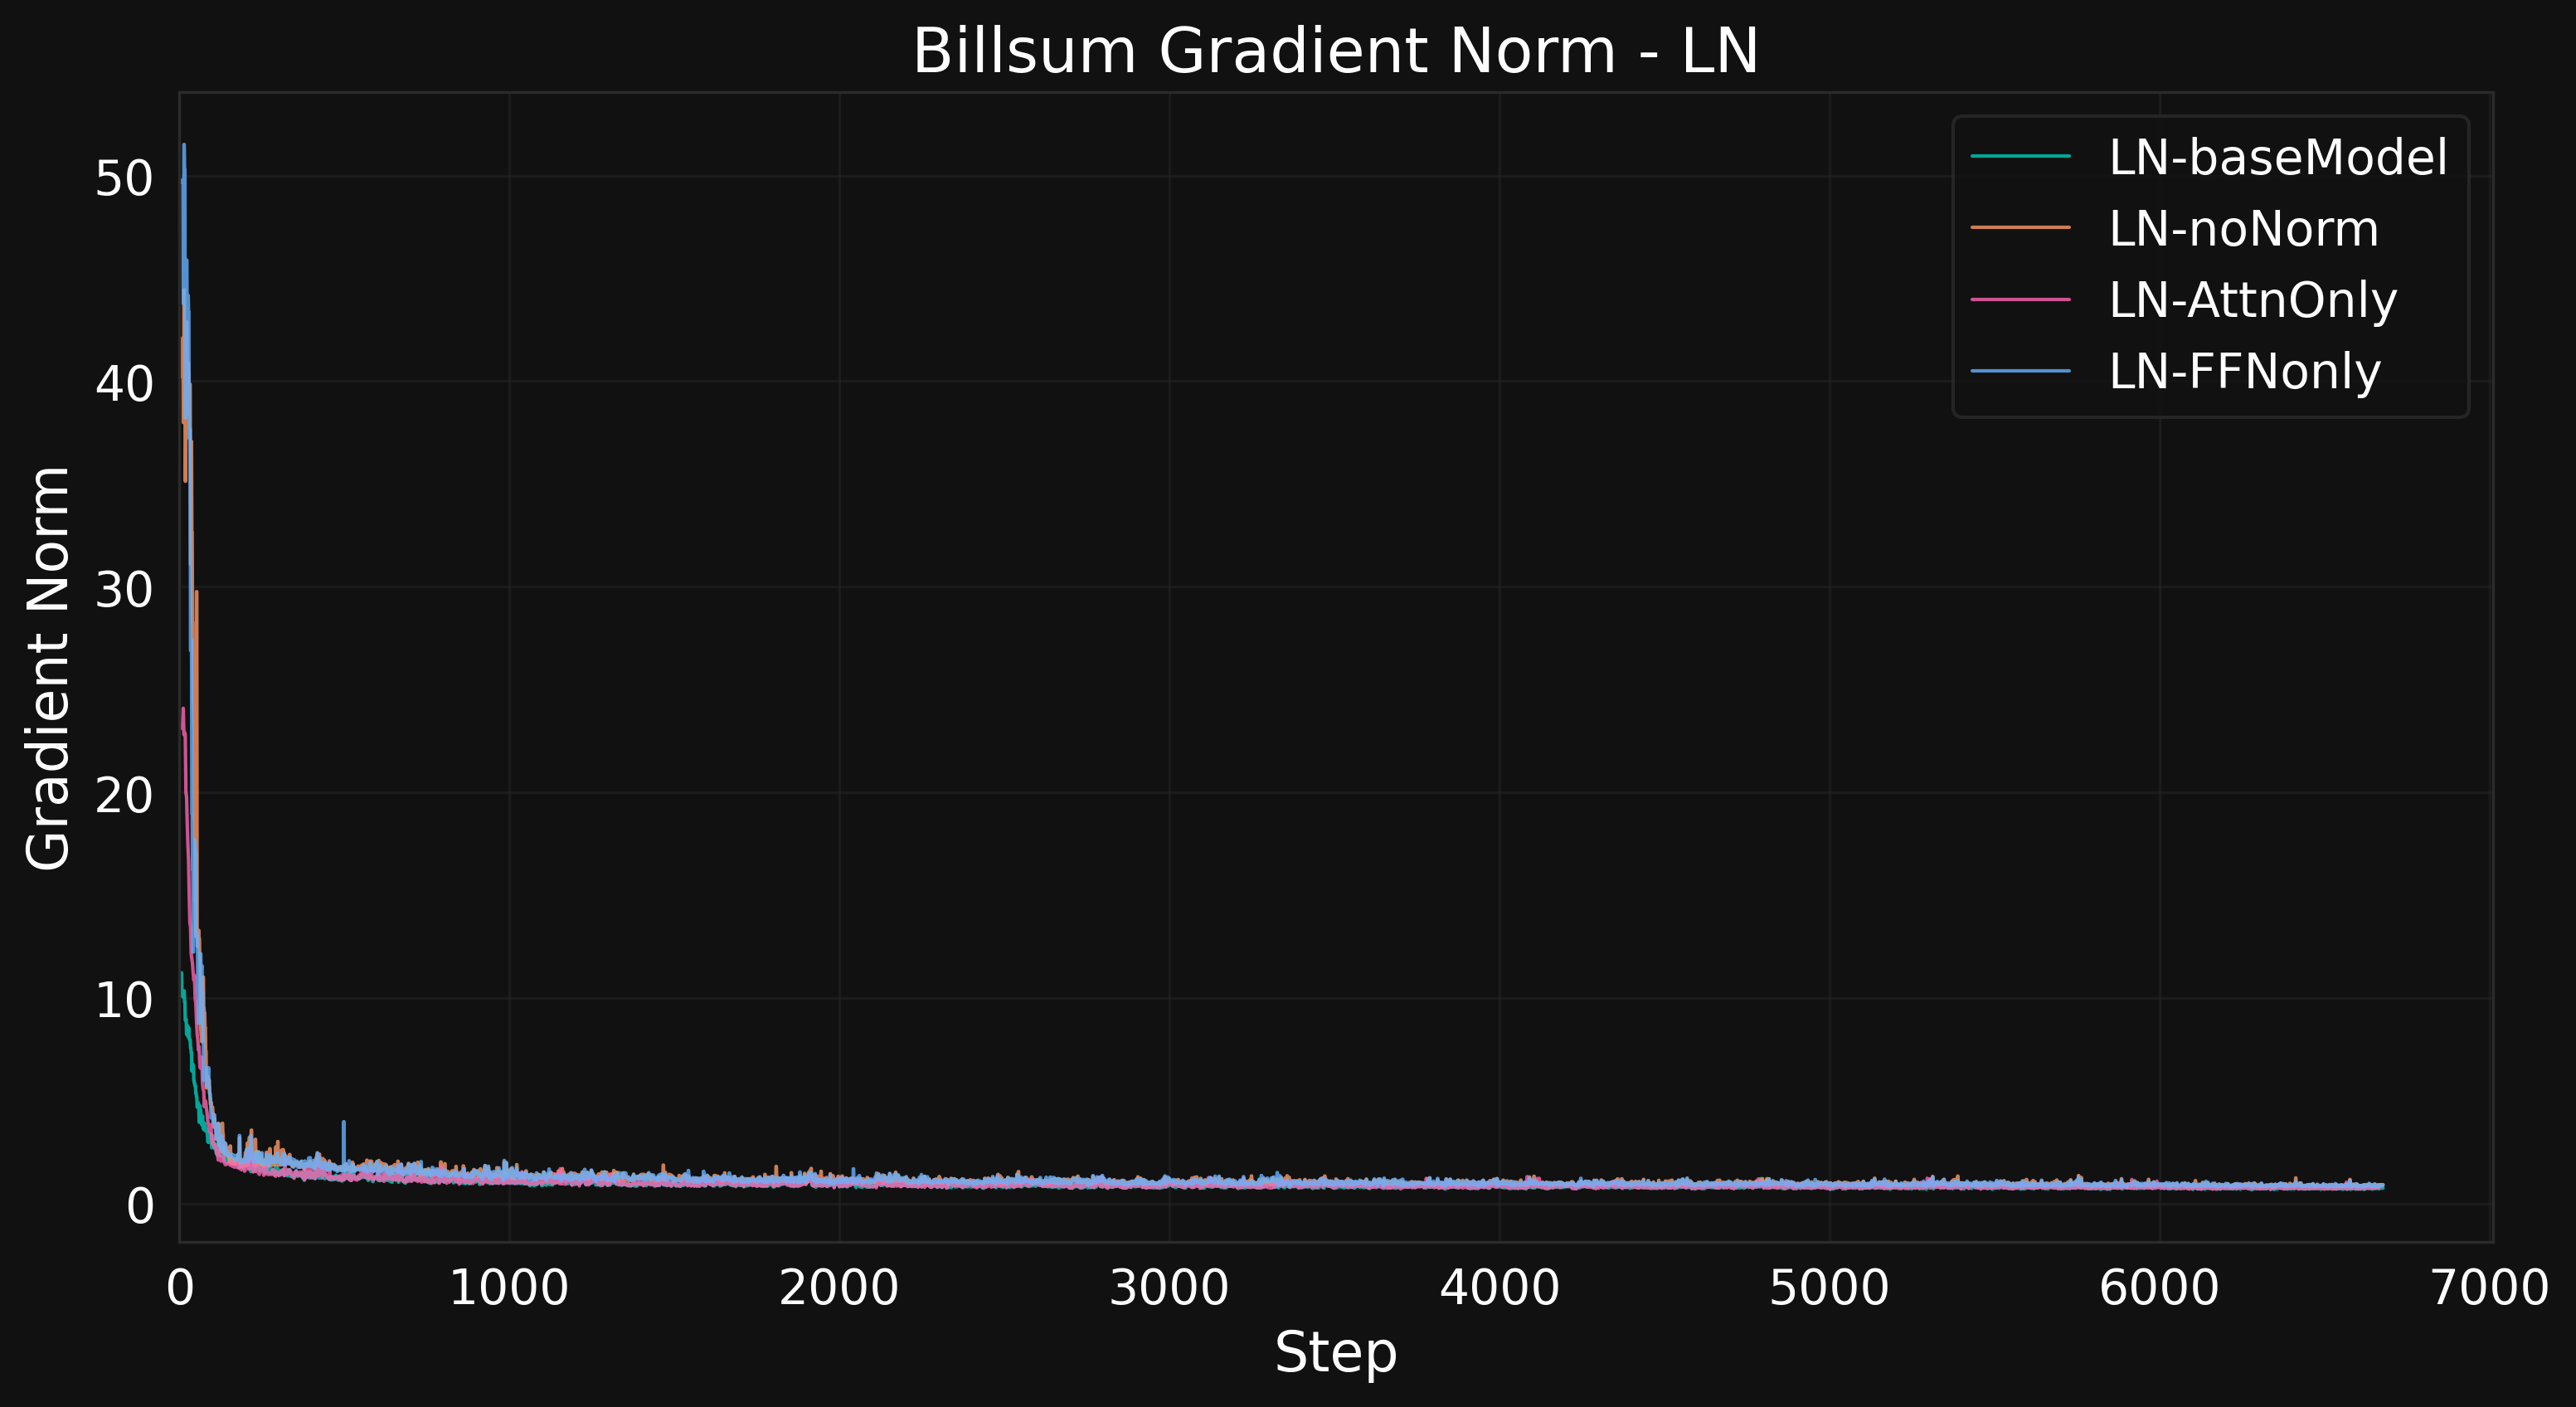 Billsum Gradient Norm - LN
LN-baseModel
LN-noNorm
LN-AttnOnly
LN-FFNonly
Gradient Norm
50
40
30
20
10
0
0 1000 2000 3000 4000 5000 6000 7000
Step